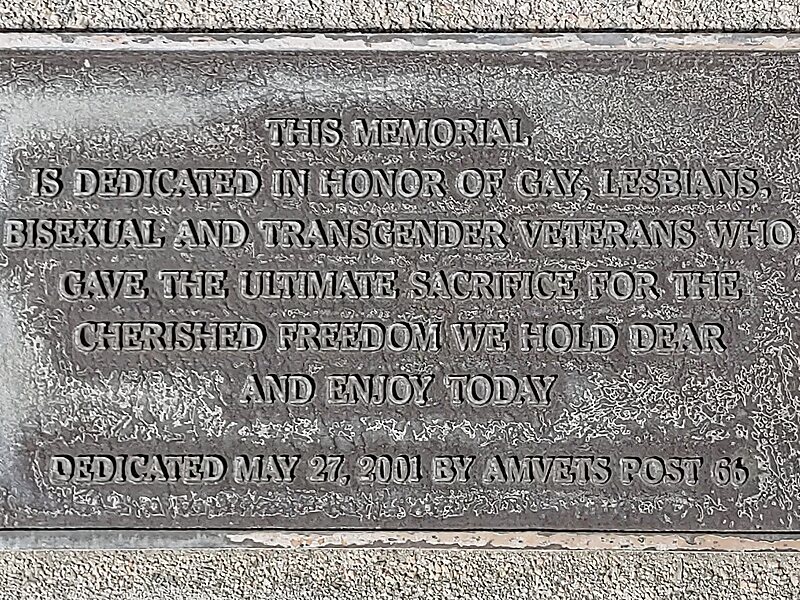 THIS MEMORIAL
IS DEDICATED IN HONOR OF GAY, LESBIANS,
BISEXUAL AND TRANSGENDER VETERANS WHO
GAVE THE ULTIMATE SACRIFICE FOR THE
CHERISHED FREEDOM WE HOLD DEAR
AND ENJOY TODAY
DEDICATED MAY 27, 2001 BY AMVETS POST 66